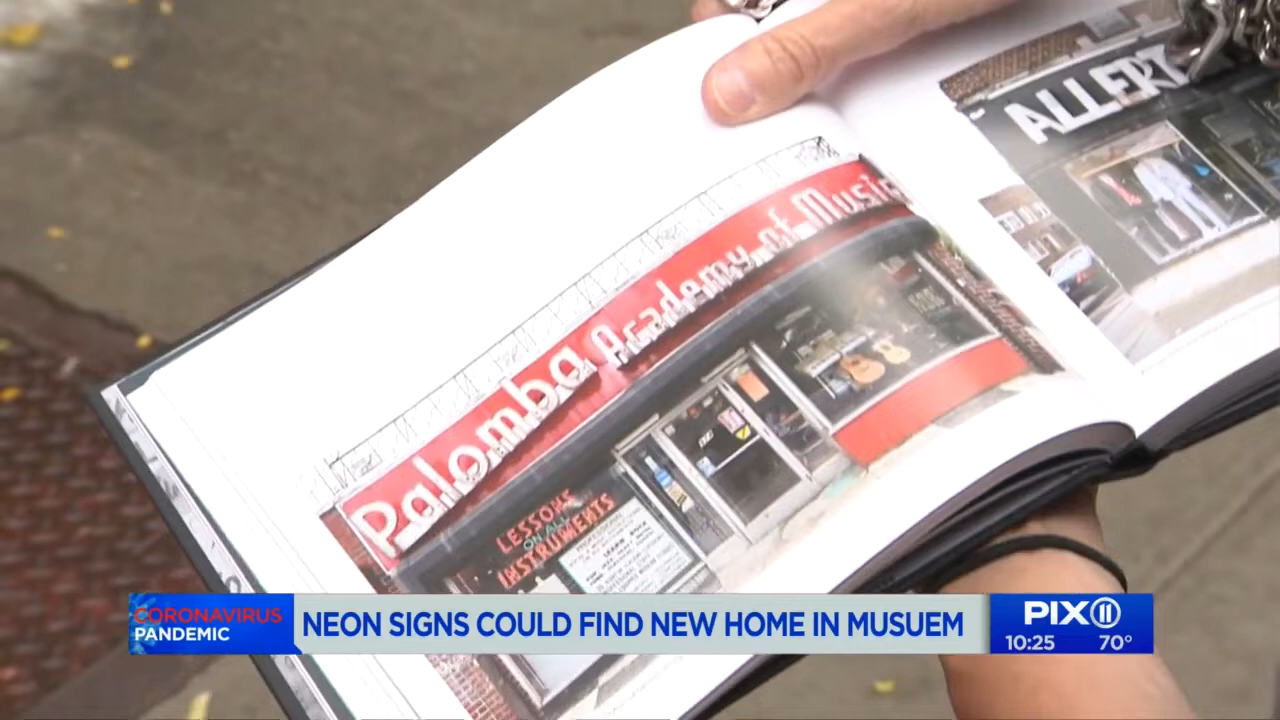 ALLERT
Palomba Academy of Music
LESSONS
ON ALL
INSTRUMENTS
PROFESSIONAL
CORONAVIRUS
PANDEMIC
NEON SIGNS COULD FIND NEW HOME IN MUSUEM
PIX11
10:25 70°